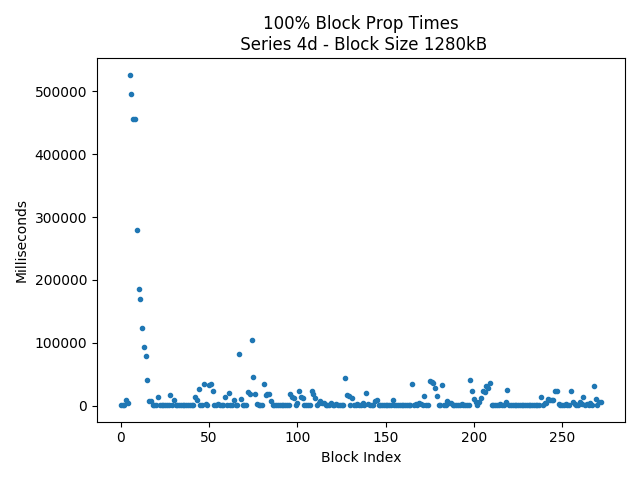 100% Block Prop Times
Series 4d - Block Size 1280kB
500000
400000
300000
200000
100000
0
Milliseconds
0 50 100 150 200 250
Block Index